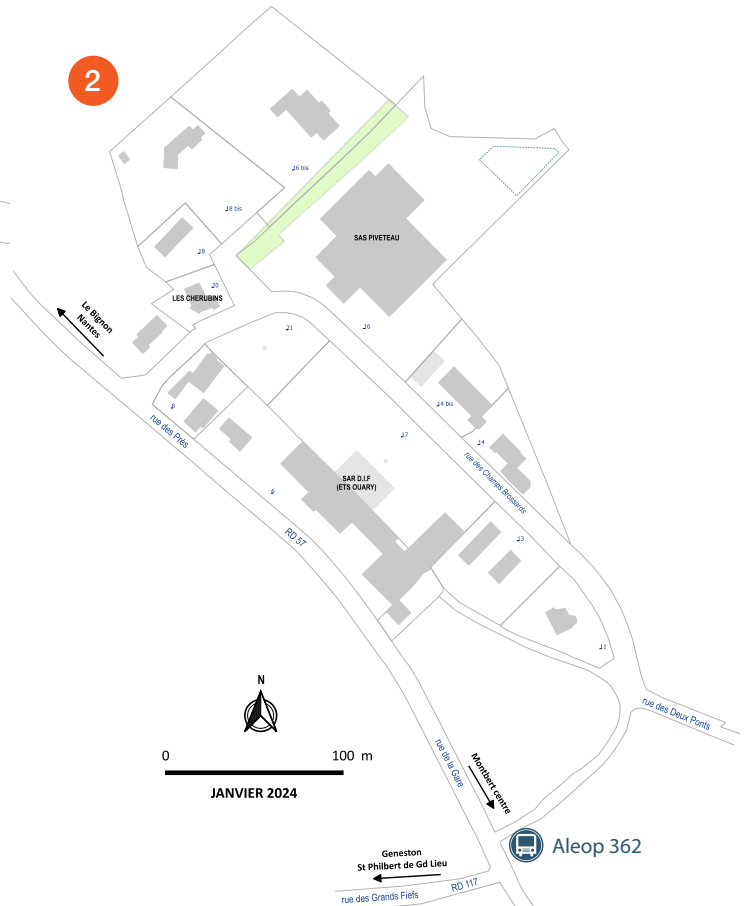 2
16 bis
18 bis
18
20
LES CHERUBINS
SAS PIVETEAU
Le Bignon
Nantes
21
16
14 bis
8
rue des Prés
17
14
rue des Champs Brossards
SAR D.I.F
(ETS OUARY)
RD 57
13
11
N
0 100 m
JANVIER 2024
rue des Deux Ponts
rue de la Gare
Montbert centre
Aleop 362
Geneston
St Philbert de Gd Lieu
RD 117
rue des Grands Fiefs